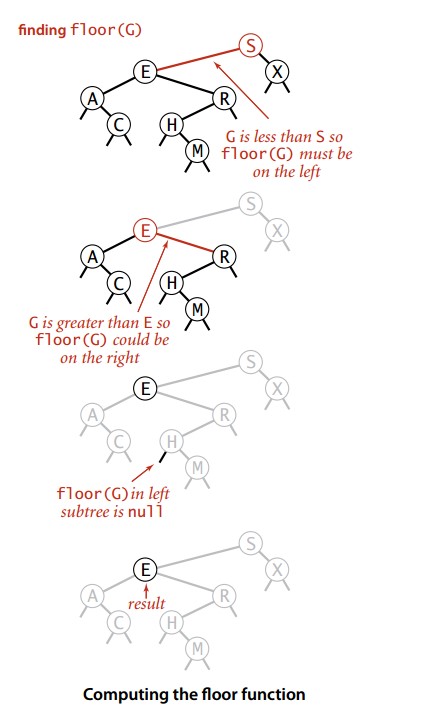 finding floor(G)
S
E
X
A
R
C
H
M
G is less than S so
floor(G) must be
on the left
S
E
X
A
R
C
H
M
G is greater than E so
floor(G) could be
on the right
S
E
X
A
R
C
H
M
floor(G) in left
subtree is null
S
E
X
A
R
result
C
H
M
Computing the floor function